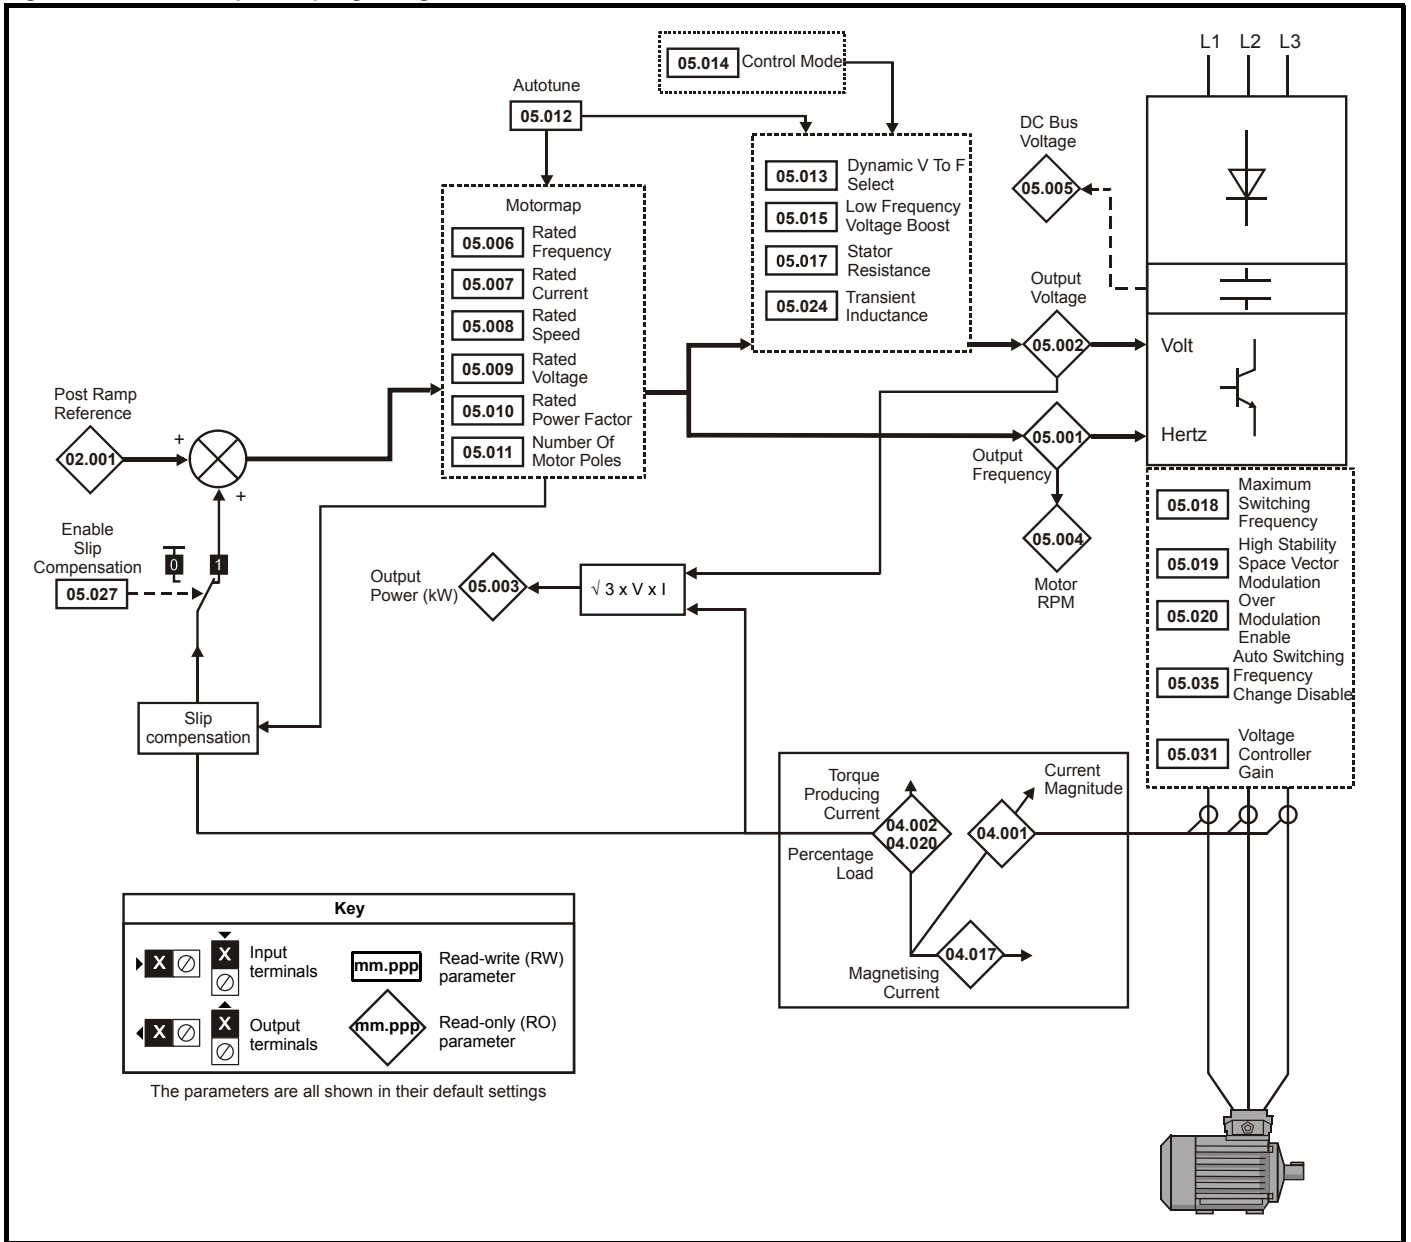 L1 L2 L3
05.014 Control Mode
Autotune
05.012
DC Bus
Voltage
05.005
05.013 Dynamic V To F
Select
05.015 Low Frequency
Voltage Boost
05.017 Stator
Resistance
05.024 Transient
Inductance
Motormap
05.006 Rated
Frequency
05.007 Rated
Current
05.008 Rated
Speed
05.009 Rated
Voltage
05.010 Rated
Power Factor
05.011 Number Of
Motor Poles
Output
Voltage
05.002
Volt
Post Ramp
Reference
02.001
+
+
05.001
Hertz
Output
Frequency
05.004
Motor
RPM
Enable
Slip
Compensation
05.027
0 1
Output
Power (kW)
05.003
√ 3 x V x I
05.018 Maximum
Switching
Frequency
05.019 High Stability
Space Vector
Modulation
05.020 Over
Modulation
Enable
05.035 Auto Switching
Frequency
Change Disable
05.031 Voltage
Controller
Gain
Slip
compensation
Torque
Producing
Current
04.002
04.020
Percentage
Load
Current
Magnitude
04.001
04.017
Magnetising
Current
Key
X X Input
terminals
mm.ppp Read-write (RW)
parameter
X X Output
terminals
mm.ppp Read-only (RO)
parameter
The parameters are all shown in their default settings